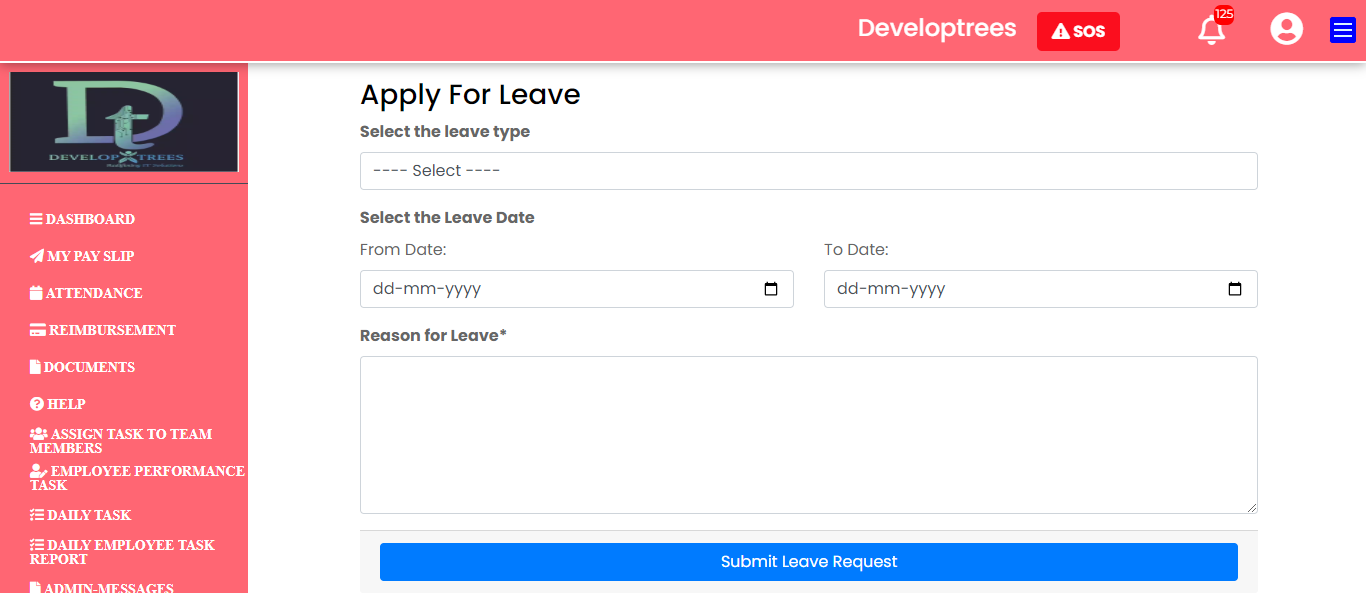 Developtrees
SOS
125
DEVELOP TREES
Apply For Leave
Select the leave type
---- Select ----
Select the Leave Date
From Date:
To Date:
dd-mm-yyyy
dd-mm-yyyy
Reason for Leave*
Submit Leave Request
DASHBOARD
MY PAY SLIP
ATTENDANCE
REIMBURSEMENT
DOCUMENTS
HELP
ASSIGN TASK TO TEAM
MEMBERS
EMPLOYEE PERFORMANCE
TASK
DAILY TASK
DAILY EMPLOYEE TASK
REPORT
ADMIN-MESSAGES